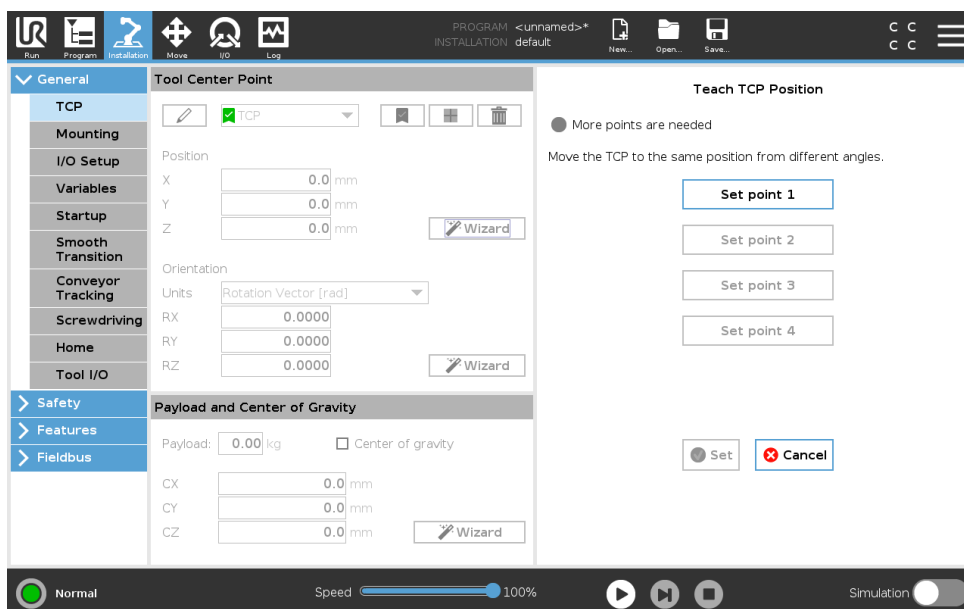 UR
PROGRAM <unnamed>*
INSTALLATION default
Run Program Installation Move I/O Log New... Open... Save...
C C
C C
General
TCP
Mounting
I/O Setup
Variables
Startup
Smooth
Transition
Conveyor
Tracking
Screwdriving
Home
Tool I/O
Safety
Features
Fieldbus
Tool Center Point
TCP
Position
X 0.0 mm
Y 0.0 mm
Z 0.0 mm Wizard
Orientation
Units Rotation Vector [rad]
RX 0.0000
RY 0.0000
RZ 0.0000 Wizard
Payload and Center of Gravity
Payload: 0.00 kg Center of gravity
CX 0.0 mm
CY 0.0 mm
CZ 0.0 mm Wizard
Teach TCP Position
More points are needed
Move the TCP to the same position from different angles.
Set point 1
Set point 2
Set point 3
Set point 4
Set Cancel
Normal Speed 100% Simulation